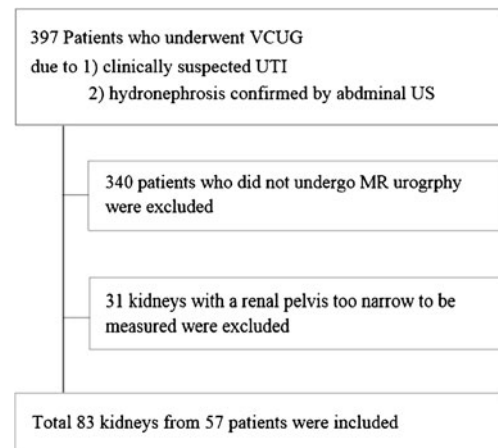 397 Patients who underwent VCUG
due to 1) clinically suspected UTI
2) hydronephrosis confirmed by abdminal US
340 patients who did not undergo MR urogrphy
were excluded
31 kidneys with a renal pelvis too narrow to be
measured were excluded
Total 83 kidneys from 57 patients were included